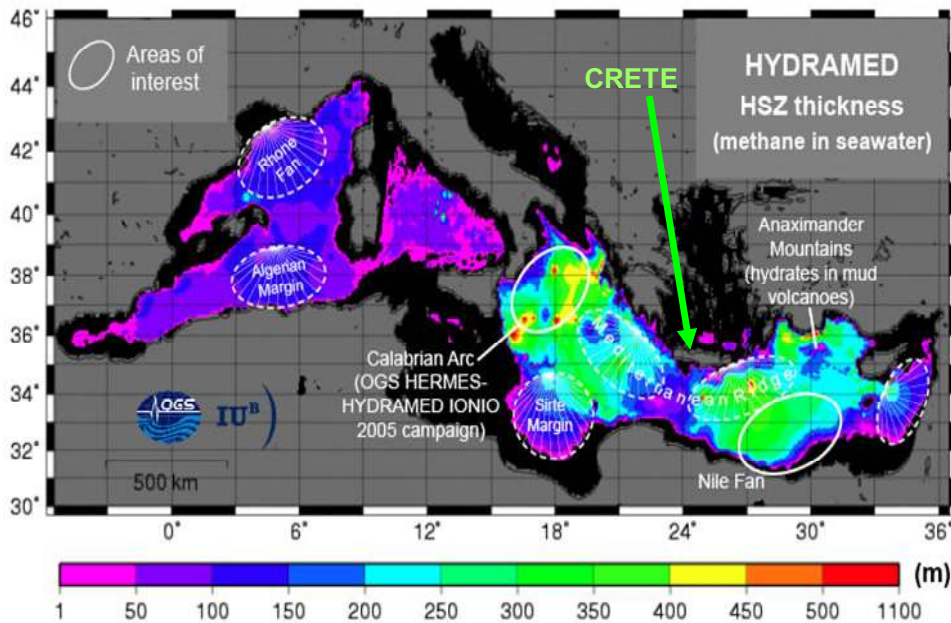 46°
44°
42°
40°
38°
36°
34°
32°
30°
Areas of
interest
CRETE
HYDRAMED
HSZ thickness
(methane in seawater)
Rhone
Fan
Algerian
Margin
Anaximander
Mountains
(hydrates in mud
volcanoes)
Calabrian Arc
(OGS HERMES-
HYDRAMED IONIO
2005 campaign)
Mediterranean Ridge
Sirte
Margin
Nile Fan
OGS
IUB
500 km
0° 6° 12° 18° 24° 30° 36°
(m)
1 50 100 150 200 250 300 350 400 450 500 1100